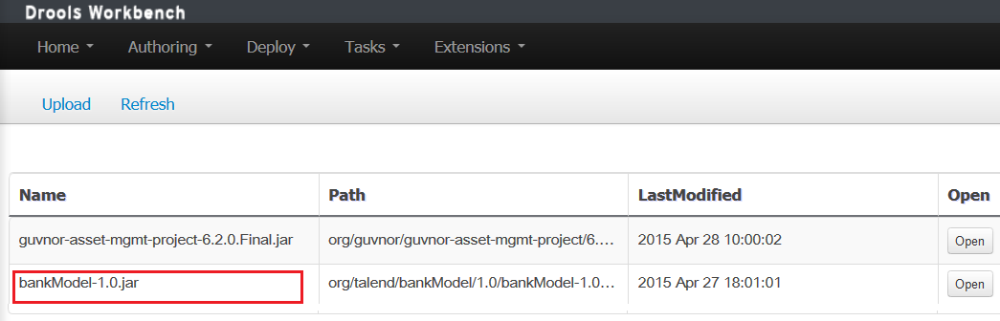 Drools Workbench
Home Authoring Deploy Tasks Extensions
Upload Refresh
Name Path LastModified Open
guvnor-asset-mgmt-project-6.2.0.Final.jar org/guvnor/guvnor-asset-mgmt-project/6.... 2015 Apr 28 10:00:02 Open
bankModel-1.0.jar org/talend/bankModel/1.0/bankModel-1.0... 2015 Apr 27 18:01:01 Open